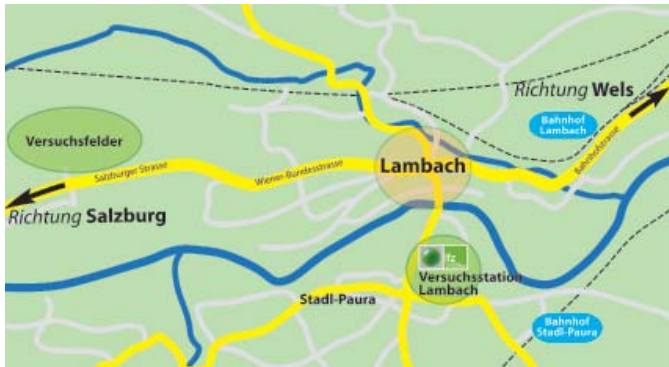 Richtung Wels
Bahnhof
Lambach
Versuchsfelder
Bahnhofstrasse
Salzburger Strasse
Wiener-Bundesstrasse
Lambach
Richtung Salzburg
fz
Versuchsstation
Lambach
Stadl-Paura
Bahnhof
Stadl-Paura